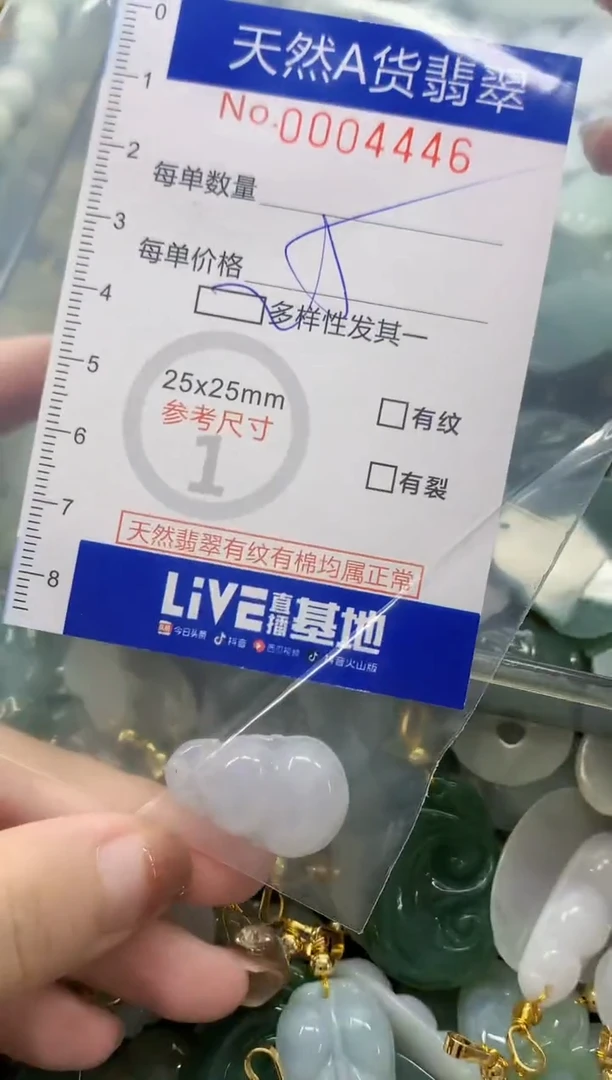 0
天然A货翡翠
1
No.0004446
2
每单数量
3
每单价格
4
多样性发其一
5
25x25mm
参考尺寸
1
有纹
6
有裂
7
天然翡翠有纹有棉均属正常
8
LiVE直播基地
今日头条 抖音 西瓜视频 抖音火山版